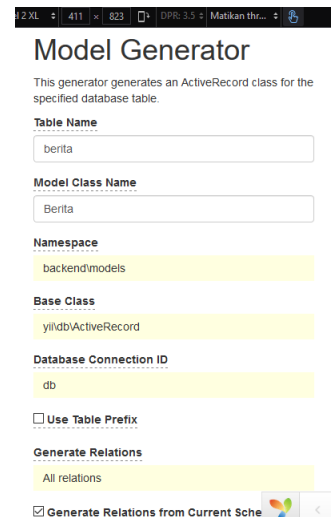 l 2 XL 411 × 823 DPR: 3.5 Matikan thr...
Model Generator
This generator generates an ActiveRecord class for the
specified database table.
Table Name
berita
Model Class Name
Berita
Namespace
backend\models
Base Class
yii\db\ActiveRecord
Database Connection ID
db
Use Table Prefix
Generate Relations
All relations
Generate Relations from Current Sche